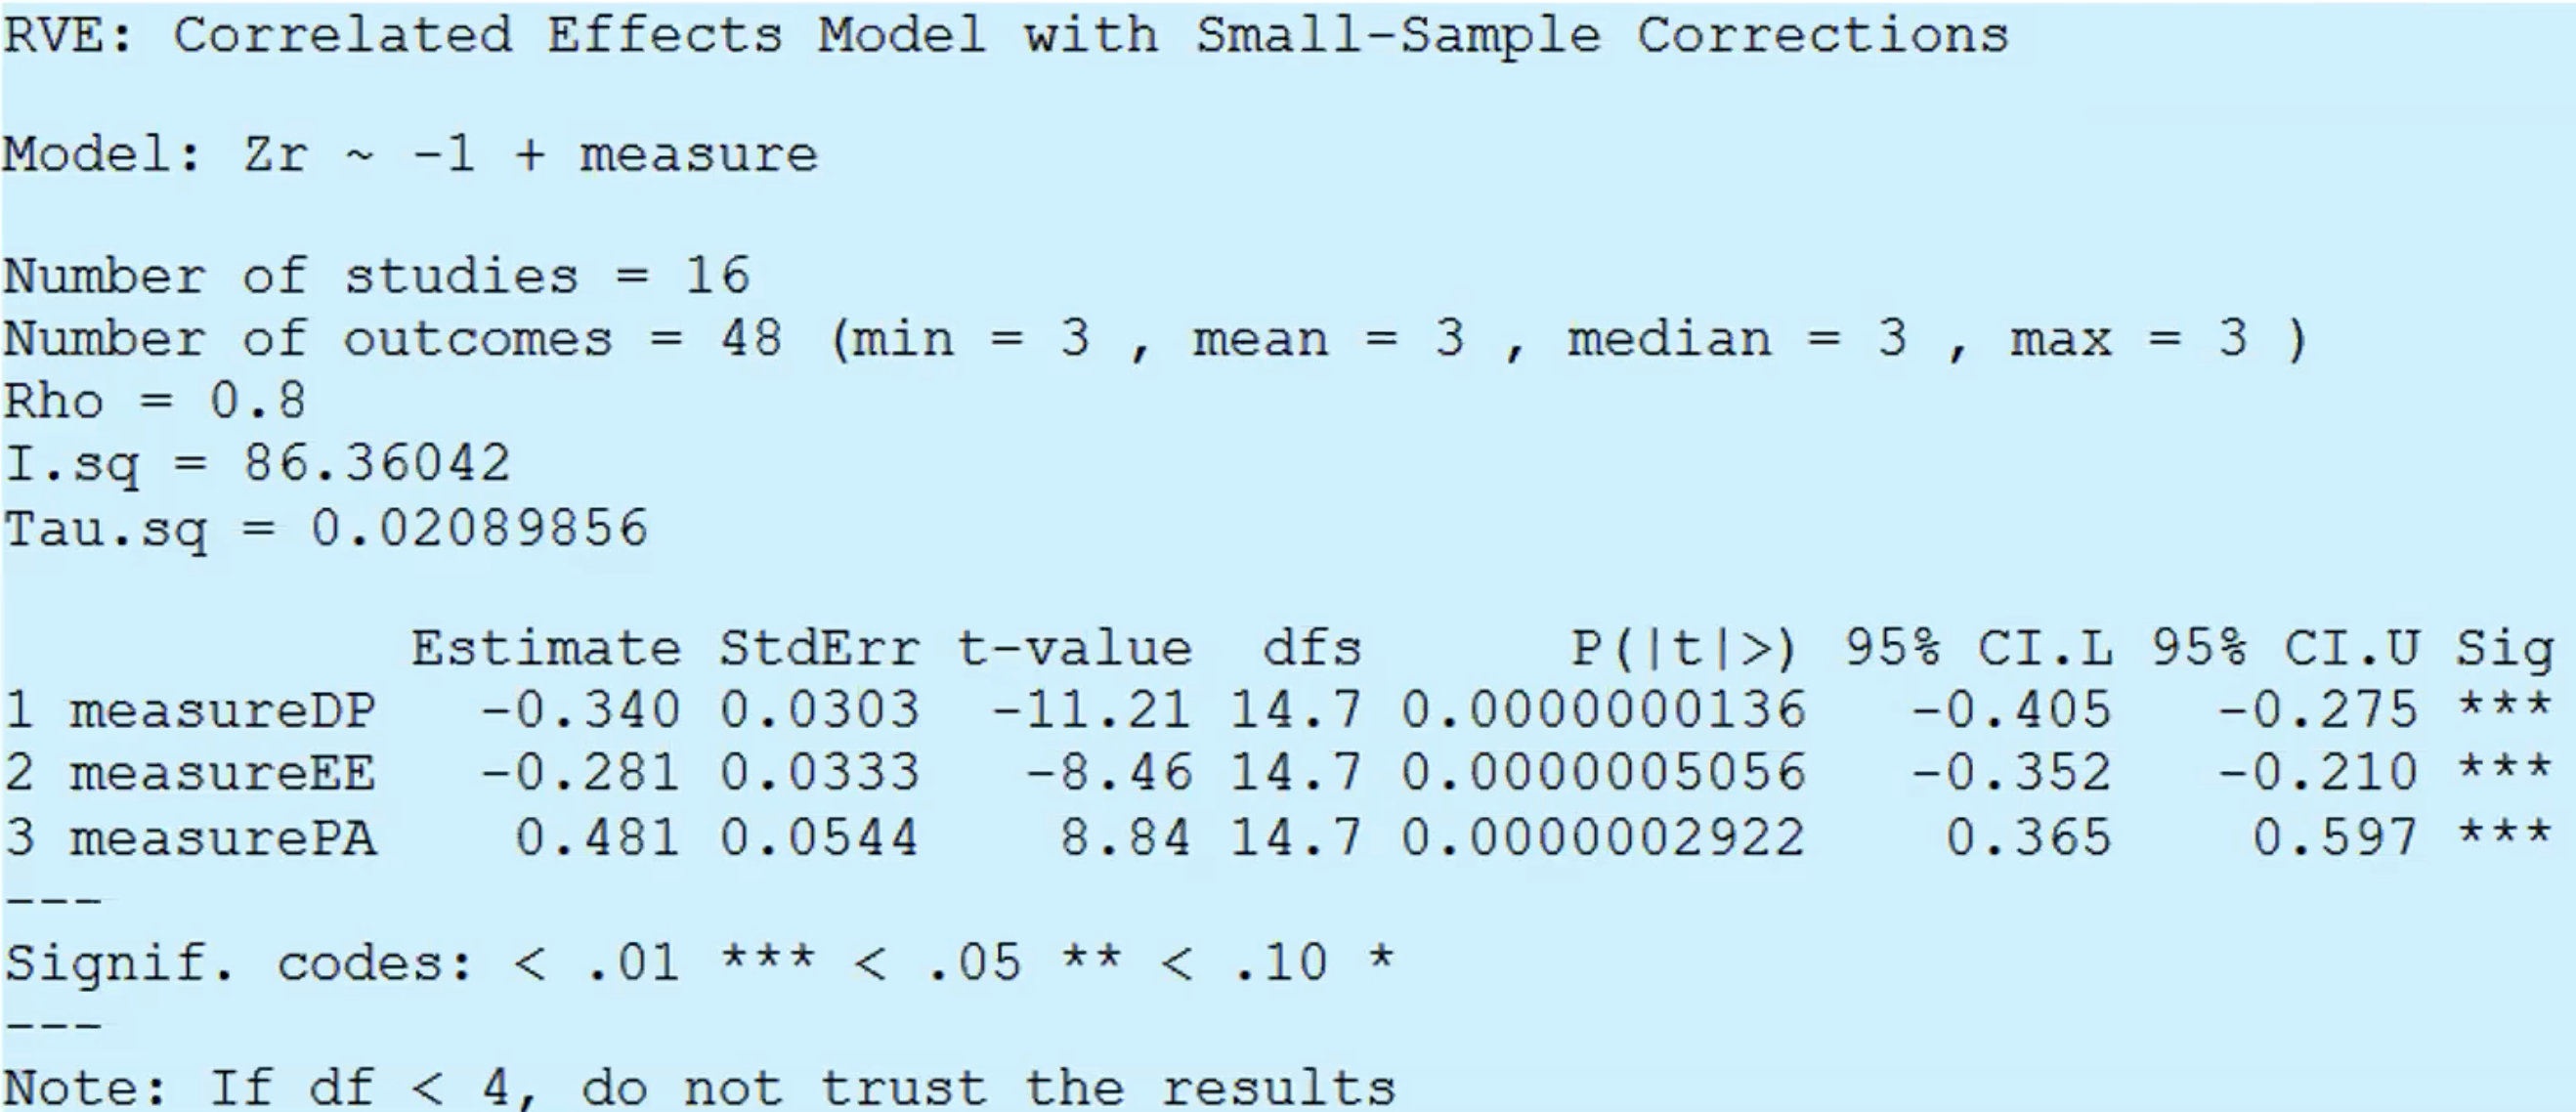 RVE: Correlated Effects Model with Small-Sample Corrections
Model: Zr ~ -1 + measure
Number of studies = 16
Number of outcomes = 48 (min = 3 , mean = 3 , median = 3 , max = 3 )
Rho = 0.8
I.sq = 86.36042
Tau.sq = 0.02089856
Estimate StdErr t-value dfs P(|t|>) 95% CI.L 95% CI.U Sig
1 measureDP -0.340 0.0303 -11.21 14.7 0.0000000136 -0.405 -0.275 ***
2 measureEE -0.281 0.0333 -8.46 14.7 0.0000005056 -0.352 -0.210 ***
3 measurePA 0.481 0.0544 8.84 14.7 0.0000002922 0.365 0.597 ***
---
Signif. codes: < .01 *** < .05 ** < .10 *
---
Note: If df < 4, do not trust the results